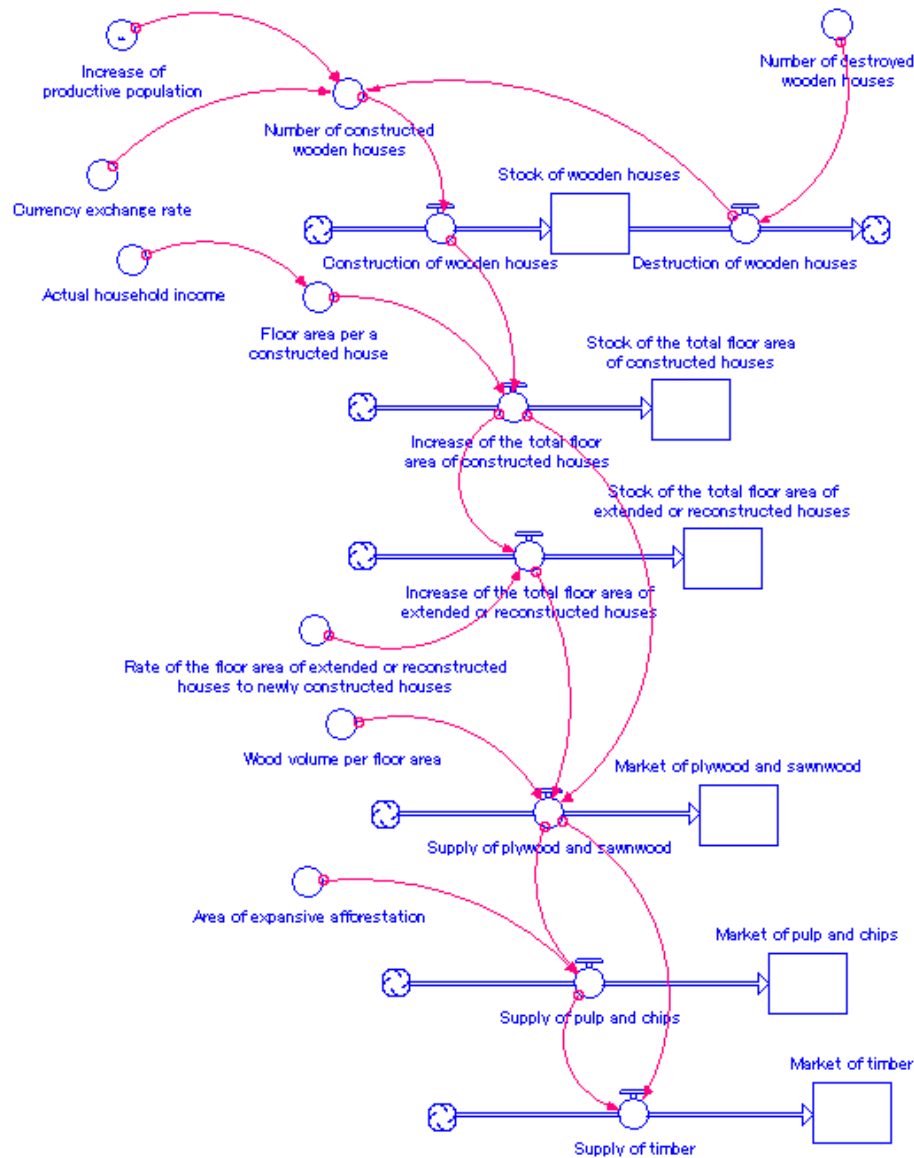 Increase of
productive population
Number of destroyed
wooden houses
Number of constructed
wooden houses
Currency exchange rate
Stock of wooden houses
Construction of wooden houses
Destruction of wooden houses
Actual household income
Floor area per a
constructed house
Stock of the total floor area
of constructed houses
Increase of the total floor
area of constructed houses
Stock of the total floor area of
extended or reconstructed houses
Increase of the total floor area of
extended or reconstructed houses
Rate of the floor area of extended or reconstructed
houses to newly constructed houses
Wood volume per floor area
Market of plywood and sawnwood
Supply of plywood and sawnwood
Area of expansive afforestation
Market of pulp and chips
Supply of pulp and chips
Market of timber
Supply of timber